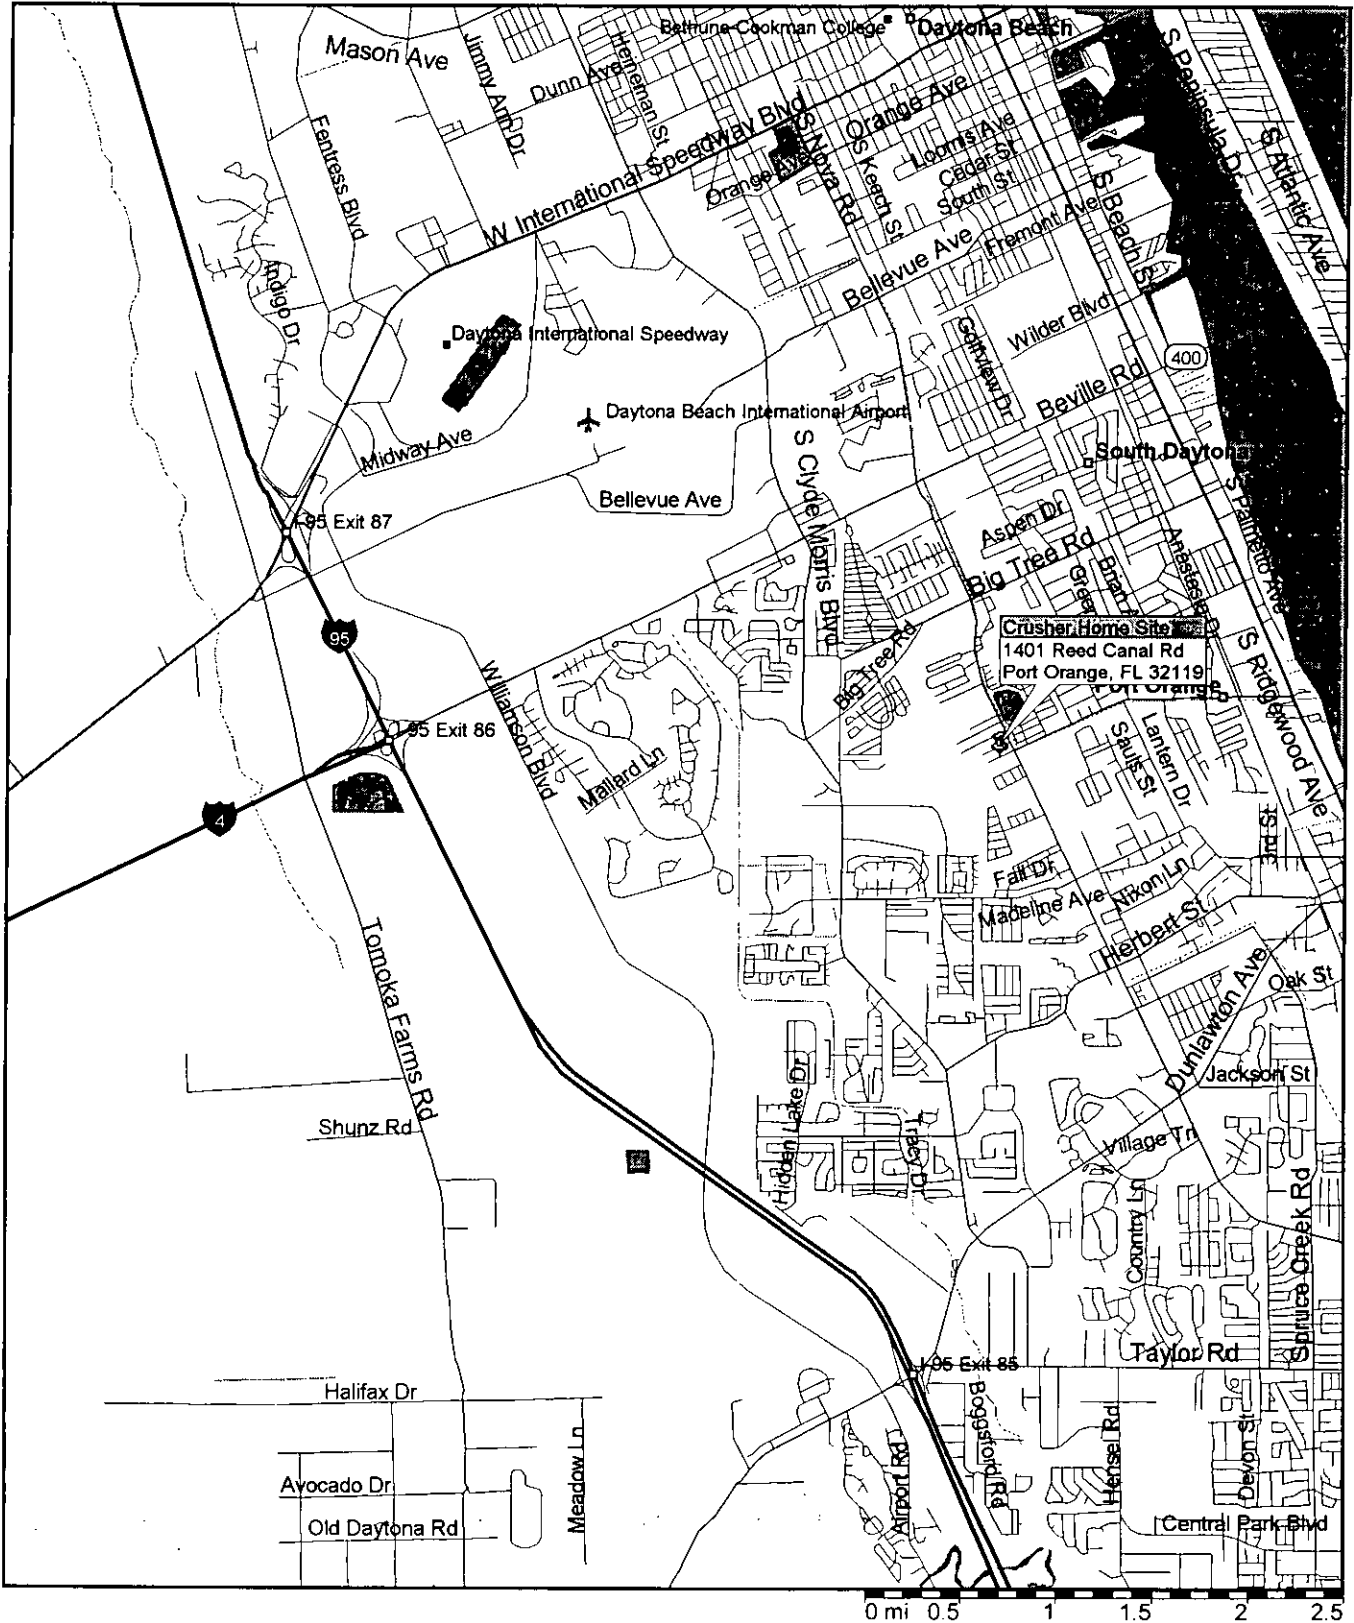 Bethune-Cookman College
Daytona Beach
Mason Ave
Jimmy Ann Dr
Dunn Ave
Heineman St
S Peninsula Dr
S Atlantic Ave
Fentress Blvd
W International Speedway Blvd
S Nova Rd
Orange Ave
Orange Ave
S Keech St
Loomis Ave
Cedar St
South St
Fremont Ave
S Beach St
Bellevue Ave
Indigo Dr
Daytona International Speedway
Golfview Dr
Wilder Blvd
400
Beville Rd
Daytona Beach International Airport
Midway Ave
S Clyde Morris Blvd
South Daytona
Bellevue Ave
S Palmetto Ave
I-95 Exit 87
Aspen Dr
Big Tree Rd
Anastasia Dr
Brian A
Gree
95
Crusher Home Site
1401 Reed Canal Rd
Port Orange, FL 32119
Port Orange
S Ridgewood Ave
Big Tree Rd
Williamson Blvd
95 Exit 86
Mallard Ln
Lantern Dr
Sauls St
4
3rd St
Fall Dr
Nixon Ln
Madeline Ave
Herbert St
Tomoka Farms Rd
Dunlawton Ave
Oak St
Jackson St
Hidden Lake Dr
Tracy Dr
Shunz Rd
Village Trl
Country Ln
Spruce Creek Rd
I-95 Exit 85
Taylor Rd
Halifax Dr
Boggsford Rd
Hensel Rd
Devon St
Airport Rd
Meadow Ln
Avocado Dr
Old Daytona Rd
Central Park Blvd
0 mi 0.5 1 1.5 2 2.5